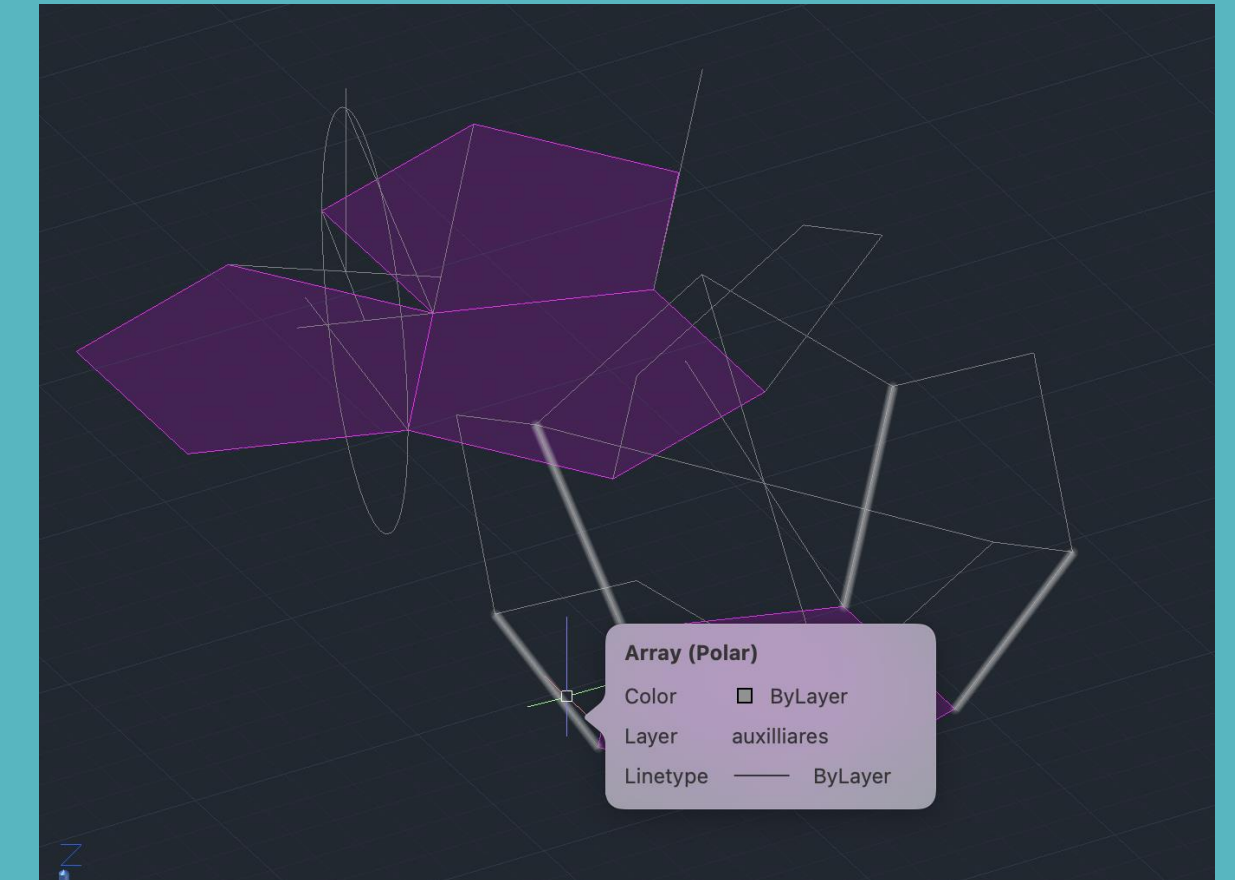 Array (Polar)
Color ByLayer
Layer auxilliares
Linetype ByLayer
Z